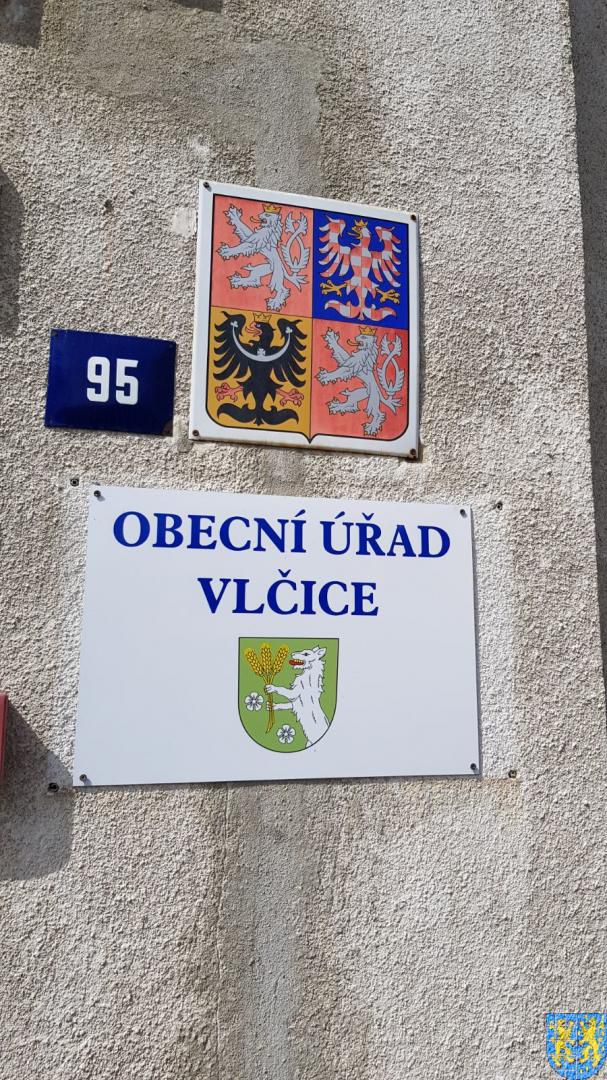 95
OBECNÍ ÚŘAD
VLČICE